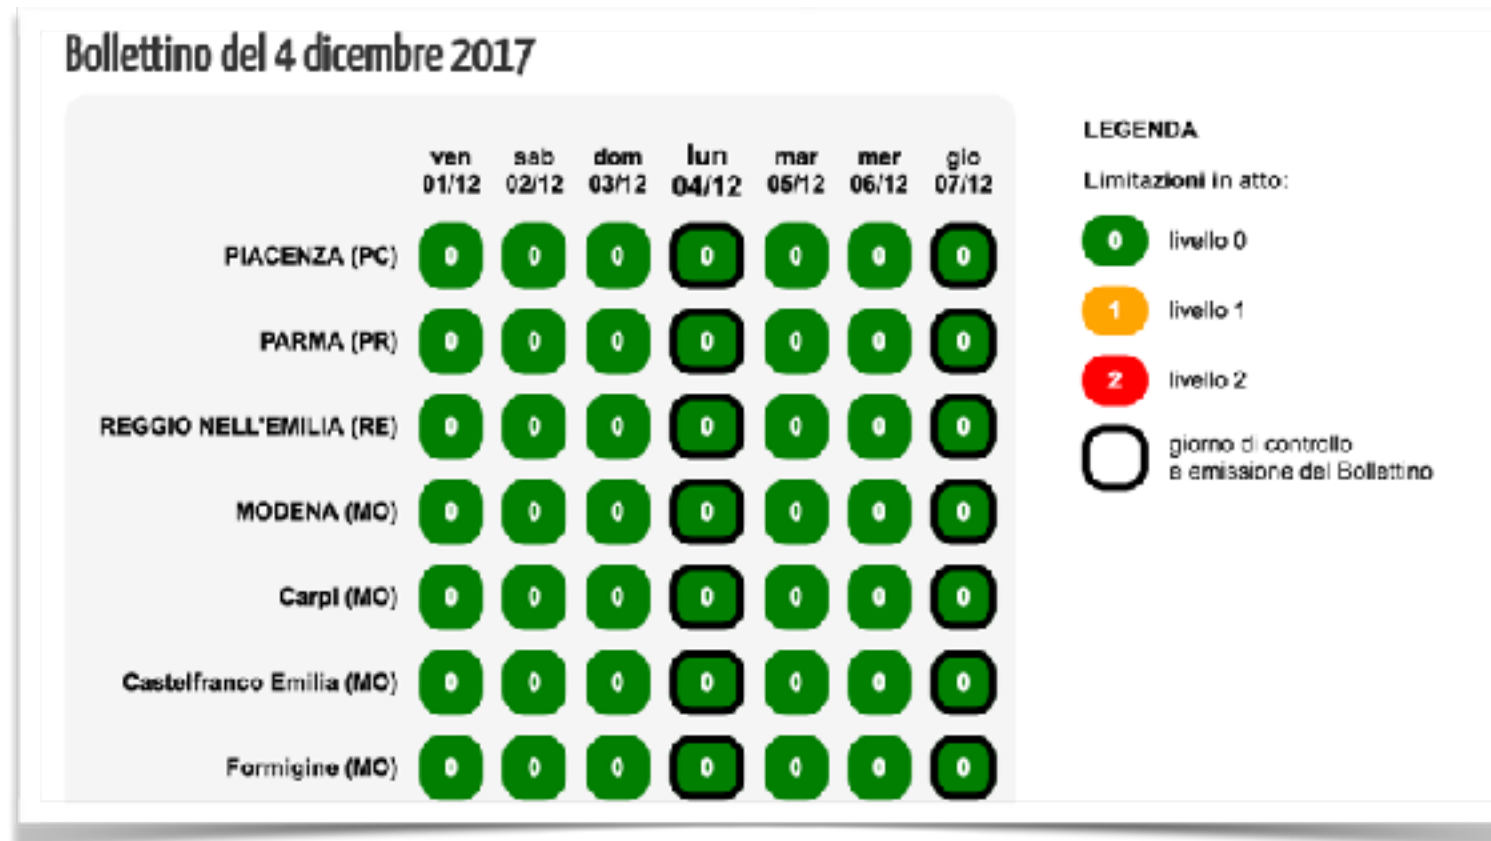 Bollettino del 4 dicembre 2017
ven sab dom lun mar mer gio
01/12 02/12 03/12 04/12 05/12 06/12 07/12
PIACENZA (PC) 0 0 0 0 0 0 0
PARMA (PR) 0 0 0 0 0 0 0
REGGIO NELL'EMILIA (RE) 0 0 0 0 0 0 0
MODENA (MO) 0 0 0 0 0 0 0
Carpi (MO) 0 0 0 0 0 0 0
Castelfranco Emilia (MO) 0 0 0 0 0 0 0
Formigine (MO) 0 0 0 0 0 0 0
LEGENDA
Limitazioni in atto:
0 livello 0
1 livello 1
2 livello 2
giorno di controllo
e emissione del Bollettino